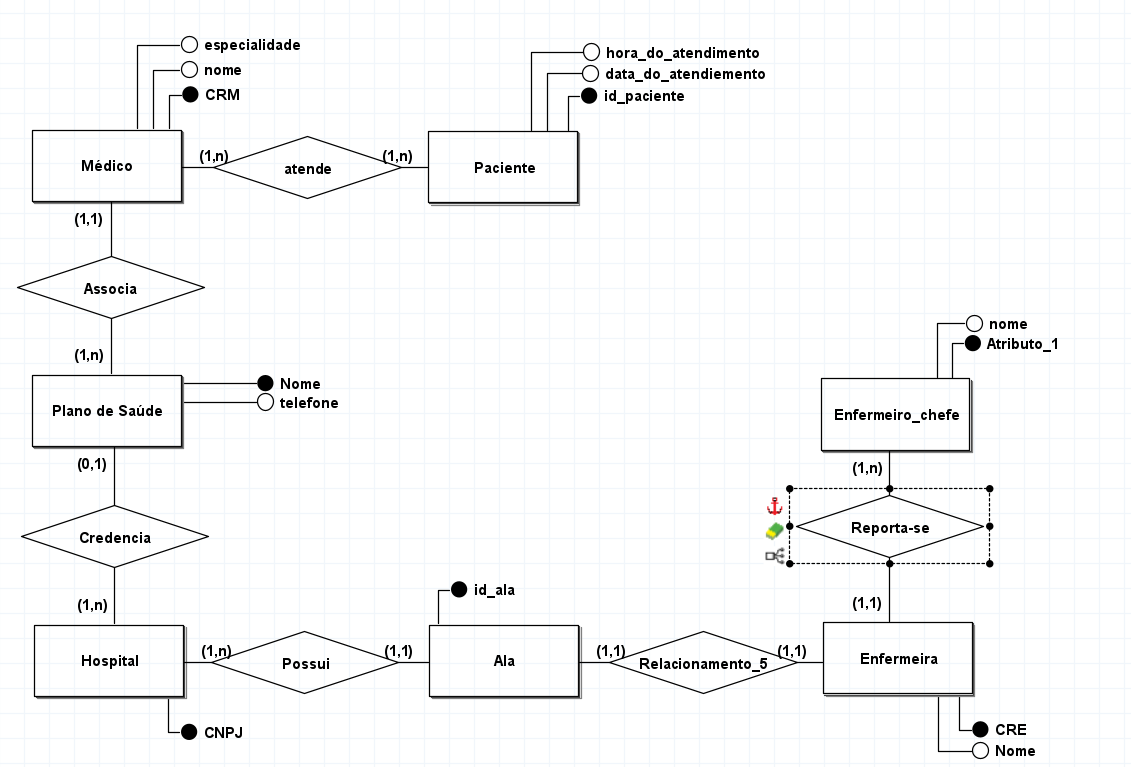 especialidade
nome
CRM
hora_do_atendimento
data_do_atendiemento
id_paciente
Médico
(1,n)
atende
(1,n)
Paciente
(1,1)
Associa
(1,n)
Plano de Saúde
Nome
telefone
(0,1)
Credencia
(1,n)
Hospital
CNPJ
(1,n)
Possui
(1,1)
id_ala
Ala
(1,1)
Relacionamento_5
(1,1)
nome
Atributo_1
Enfermeiro_chefe
(1,n)
Reporta-se
(1,1)
Enfermeira
CRE
Nome